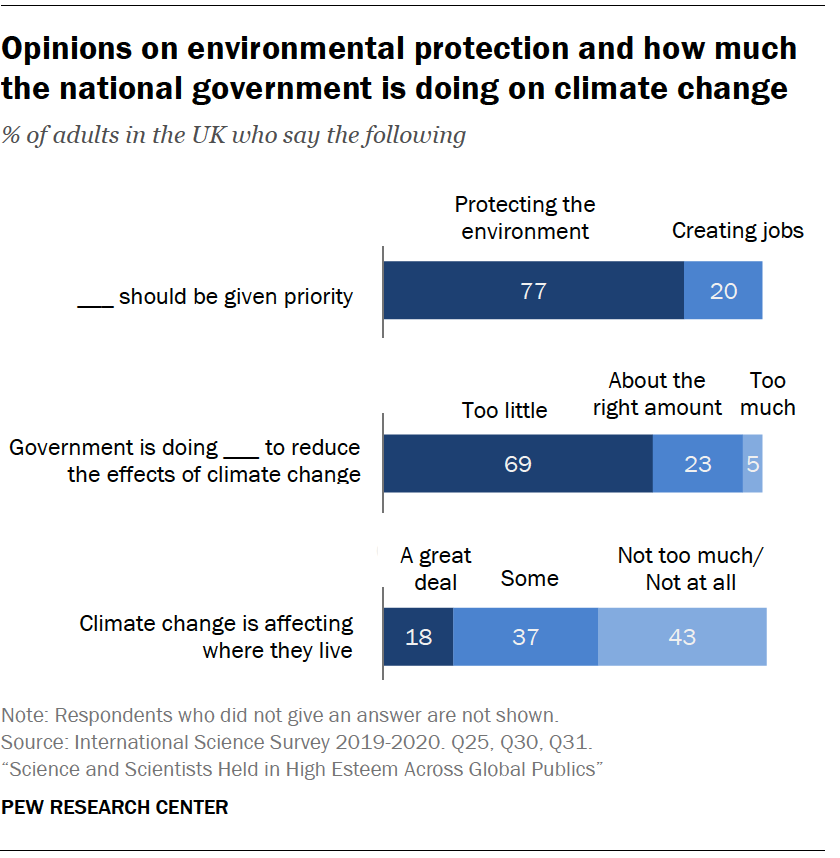 Opinions on environmental protection and how much
the national government is doing on climate change
% of adults in the UK who say the following
Protecting the
environment
Creating jobs
___ should be given priority
77
20
Too little
About the
right amount
Too
much
Government is doing ___ to reduce
the effects of climate change
69
23
5
A great
deal
Some
Not too much/
Not at all
Climate change is affecting
where they live
18
37
43
Note: Respondents who did not give an answer are not shown.
Source: International Science Survey 2019-2020. Q25, Q30, Q31.
“Science and Scientists Held in High Esteem Across Global Publics”
PEW RESEARCH CENTER